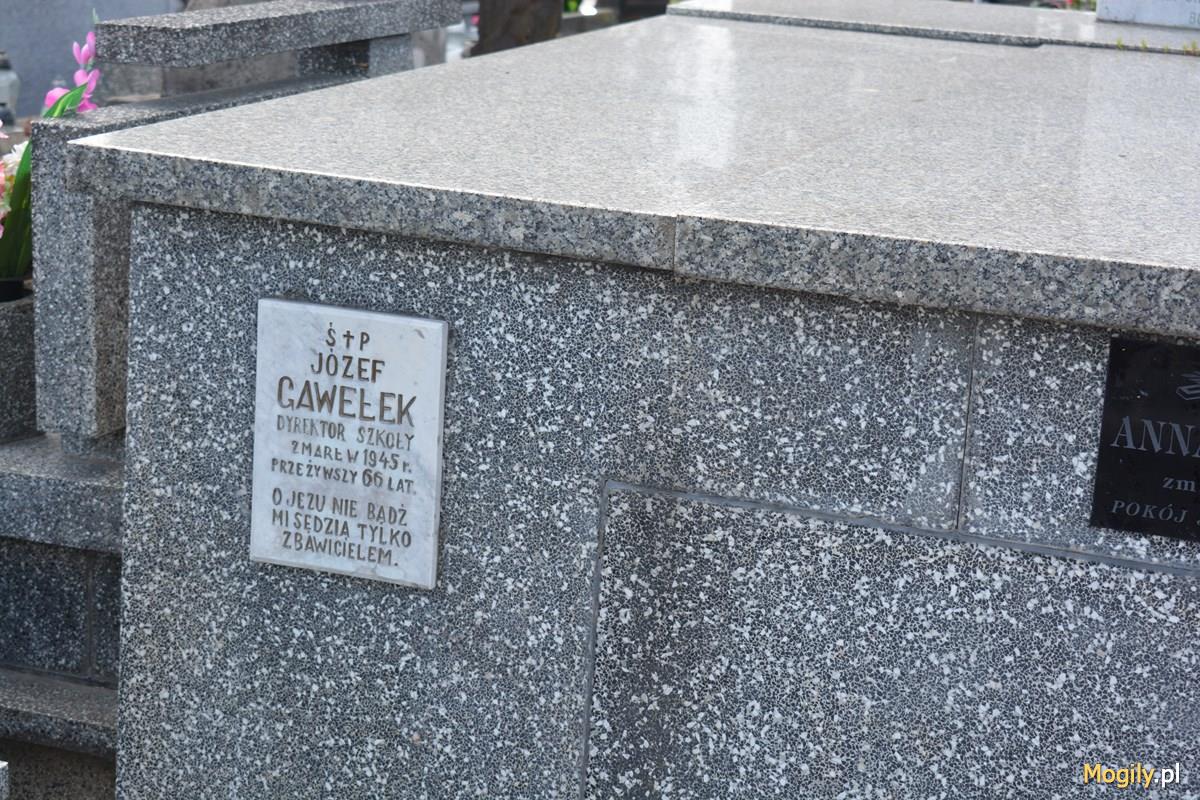 Ś✝P
JÓZEF
GAWEŁEK
DYREKTOR SZKOŁY
ZMARŁ W 1945 r.
PRZEŻYWSZY 66 LAT.
O JEZU NIE BĄDŹ
MI SĘDZIĄ TYLKO
ZBAWICIELEM.
ANNA
zm
POKÓJ
Mogily.pl